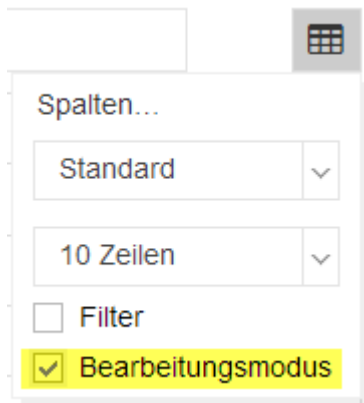 Spalten...
Standard
10 Zeilen
Filter
Bearbeitungsmodus